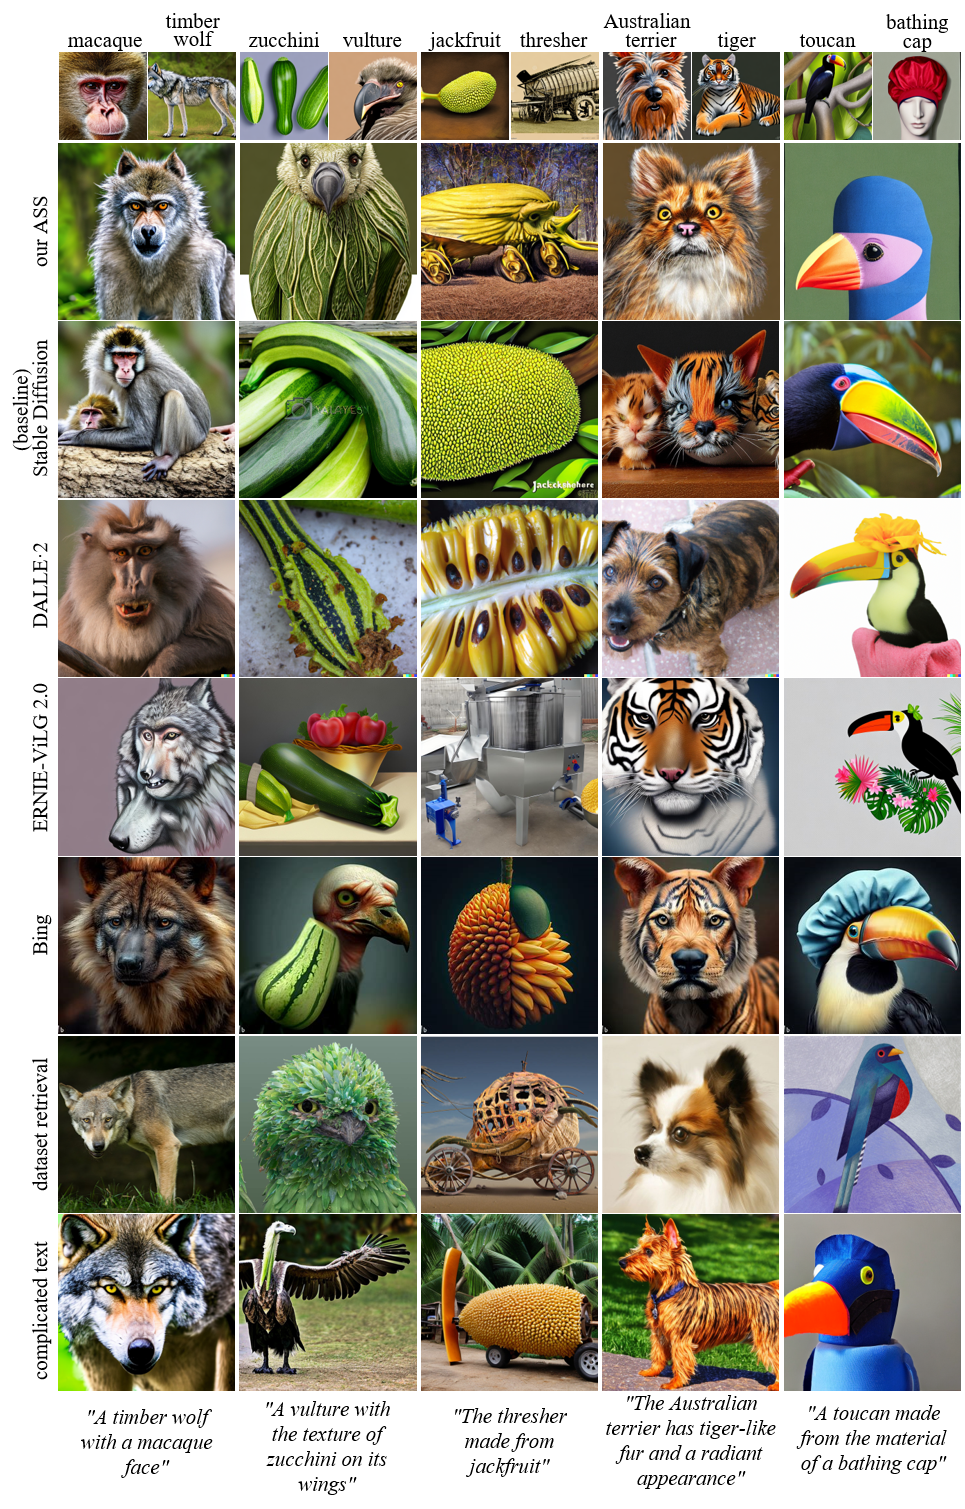 macaque
timber
wolf
zucchini
vulture
jackfruit
thresher
Australian
terrier
tiger
toucan
bathing
cap
our ASS
(baseline)
Stable Diffusion
DALLE·2
ERNIE-ViLG 2.0
Bing
dataset retrieval
complicated text
"A timber wolf
with a macaque
face"
"A vulture with
the texture of
zucchini on its
wings"
"The thresher
made from
jackfruit"
"The Australian
terrier has tiger-like
fur and a radiant
appearance"
"A toucan made
from the material
of a bathing cap"